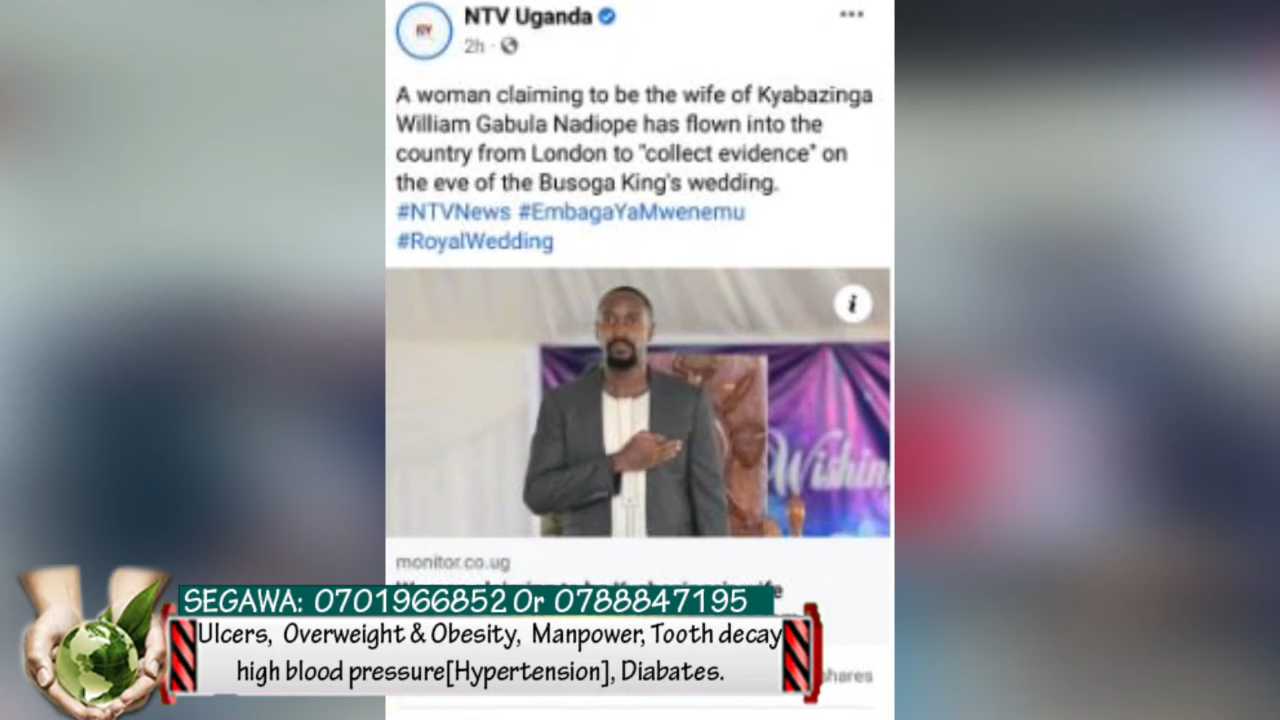 NTV Uganda
2h
A woman claiming to be the wife of Kyabazinga
William Gabula Nadiope has flown into the
country from London to "collect evidence" on
the eve of the Busoga King's wedding.
#NTVNews #EmbagaYaMwenemu
#RoyalWedding
Wishin
monitor.co.ug
SEGAWA: 0701966852 Or 0788847195
Ulcers, Overweight & Obesity, Manpower, Tooth decay
high blood pressure[Hypertension], Diabates.
shares